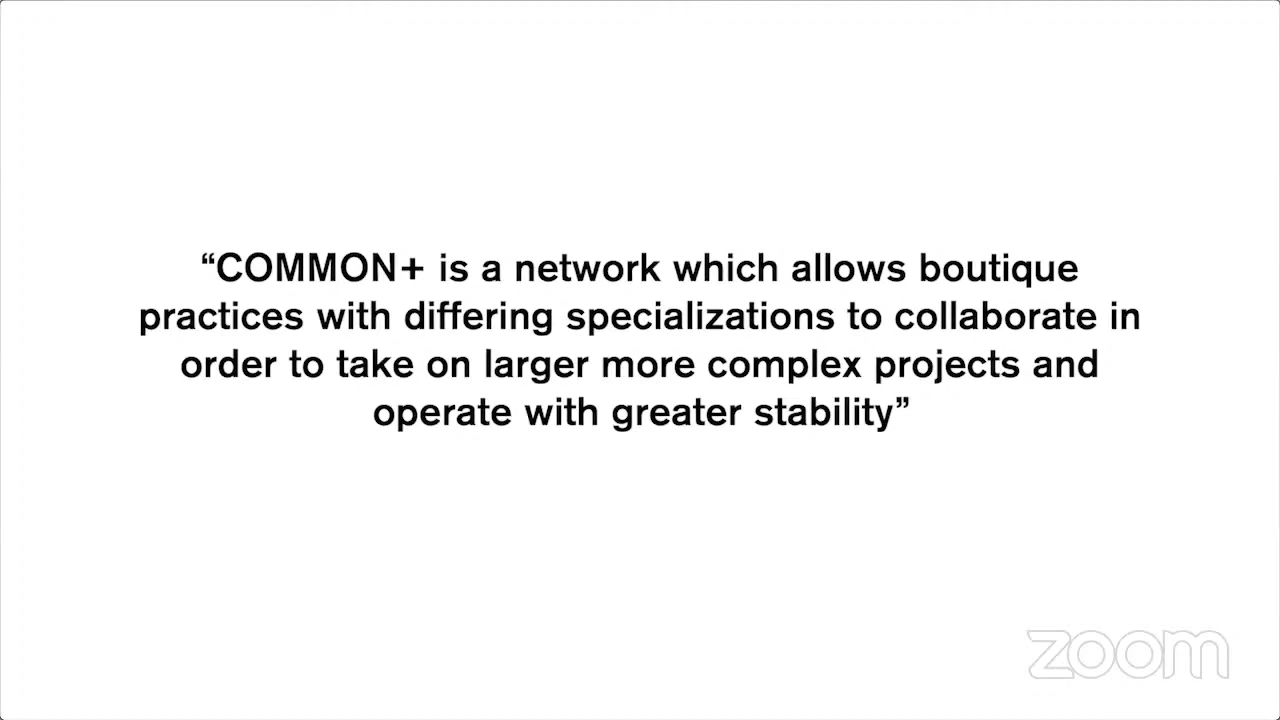 “COMMON+ is a network which allows boutique
practices with differing specializations to collaborate in
order to take on larger more complex projects and
operate with greater stability”
zoom